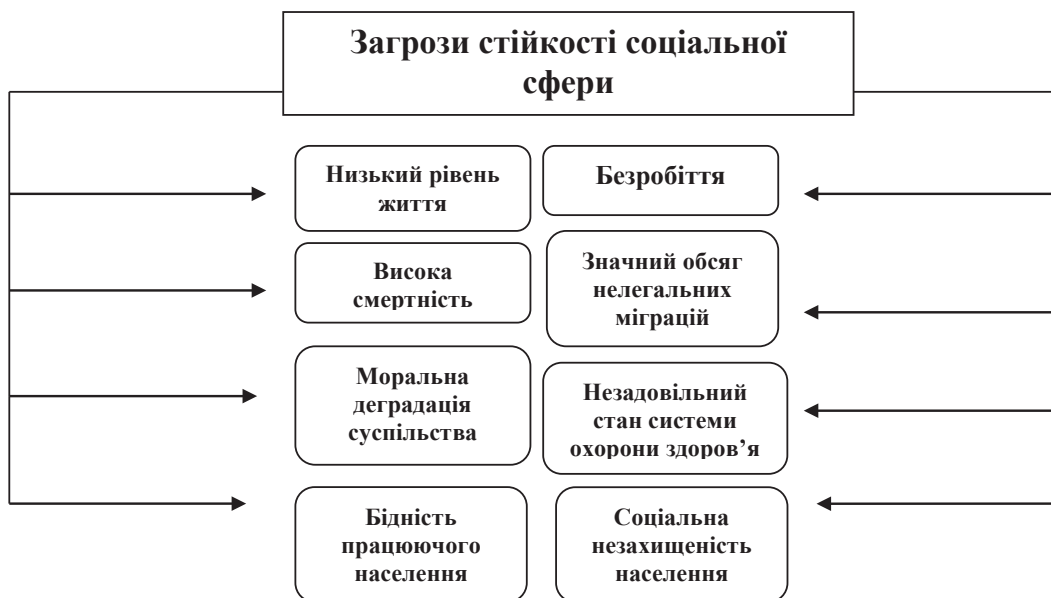 Загрози стійкості соціальної
сфери
Низький рівень
життя
Безробіття
Висока
смертність
Значний обсяг
нелегальних
міграцій
Моральна
деградація
суспільства
Незадовільний
стан системи
охорони здоров’я
Бідність
працюючого
населення
Соціальна
незахищеність
населення